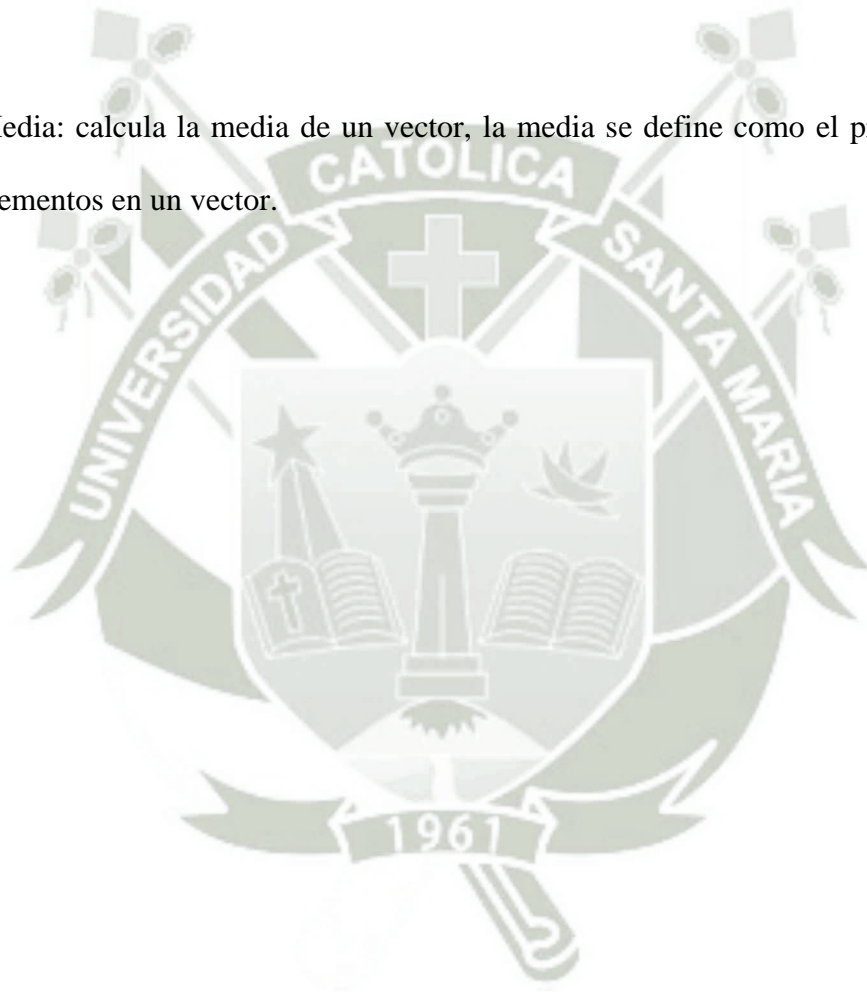 edia: calcula la media de un vector, la media se define como el p
ementos en un vector.
CATOLICA
UNIVERSIDAD
SANTA MARIA
1961